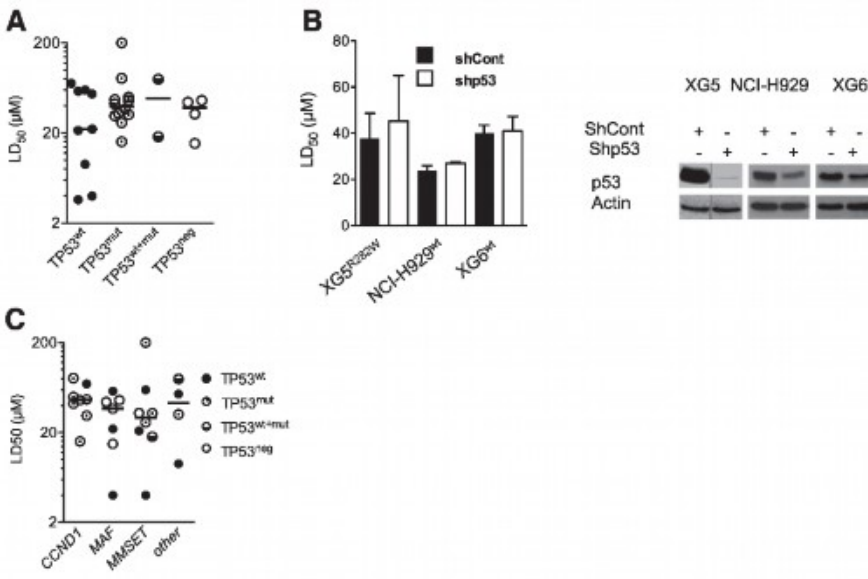 A
200
20
2
LD50 (µM)
TP53wt
TP53mut
TP53wt+mut
TP53neg
B
80
60
40
20
0
LD50 (µM)
shCont
shp53
XG5R282W
NCI-H929wt
XG6wt
XG5 NCI-H929 XG6
ShCont + - + - + -
Shp53 - + - + - +
p53
Actin
C
200
20
2
LD50 (µM)
CCND1
MAF
MMSET
other
TP53wt
TP53mut
TP53wt+mut
TP53neg